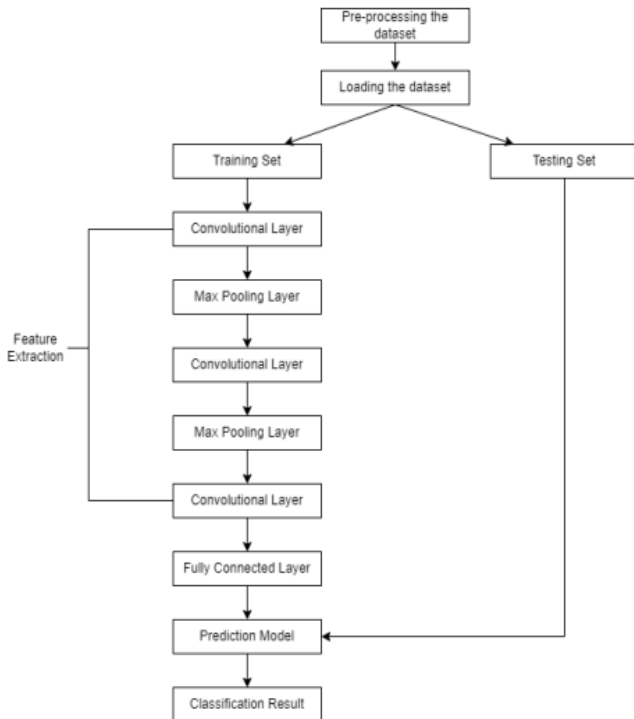 Pre-processing the
dataset
Loading the dataset
Training Set
Testing Set
Convolutional Layer
Max Pooling Layer
Feature
Extraction
Convolutional Layer
Max Pooling Layer
Convolutional Layer
Fully Connected Layer
Prediction Model
Classification Result